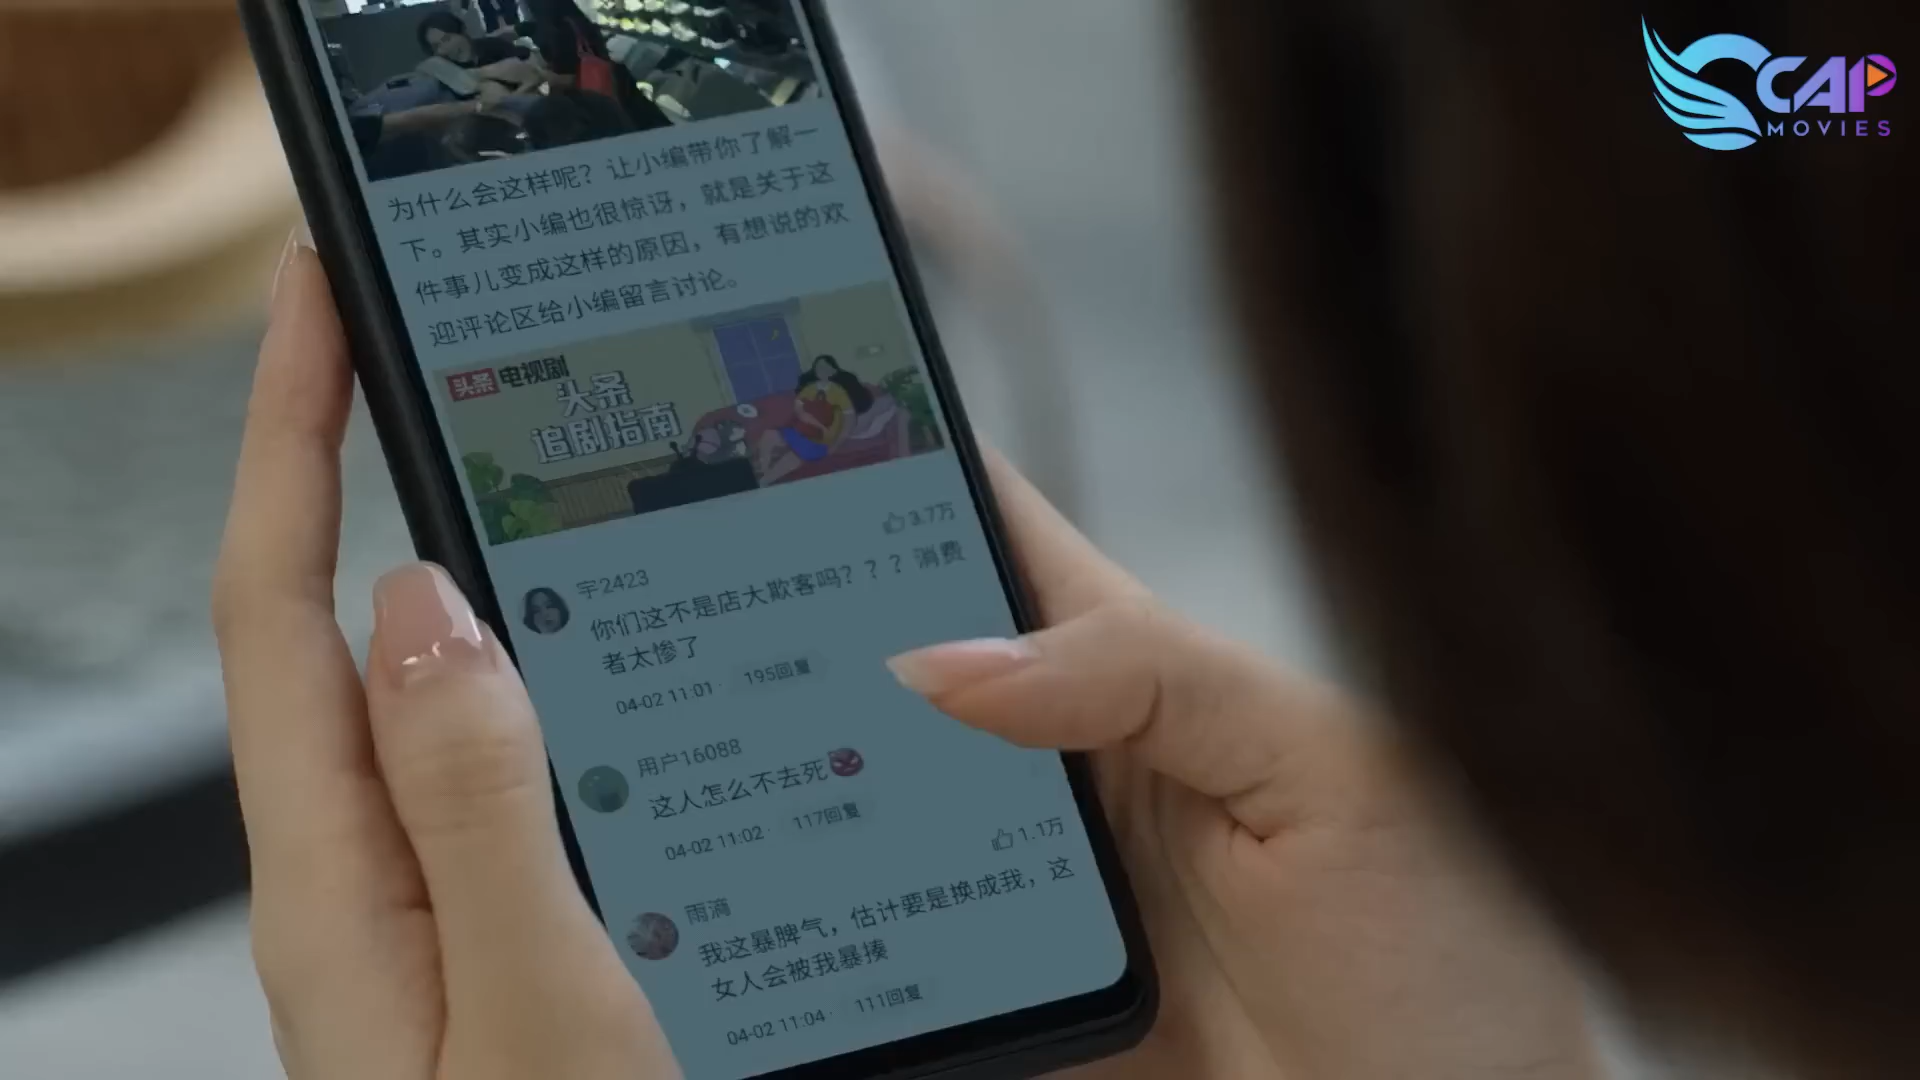 CAP
MOVIES
为什么会这样呢？让小编带你了解一
下。其实小编也很惊讶，就是关于这
件事儿变成这样的原因，有想说的欢
迎评论区给小编留言讨论。
头条 电视剧
头条
追剧指南
3.7万
宇2423
你们这不是店大欺客吗？？？消费
者太惨了
04-02 11:01· 195回复
用户16088
这人怎么不去死
04-02 11:02· 117回复
1.1万
雨滴
我这暴脾气，估计要是换成我，这
女人会被我暴揍
04-02 11:04· 111回复